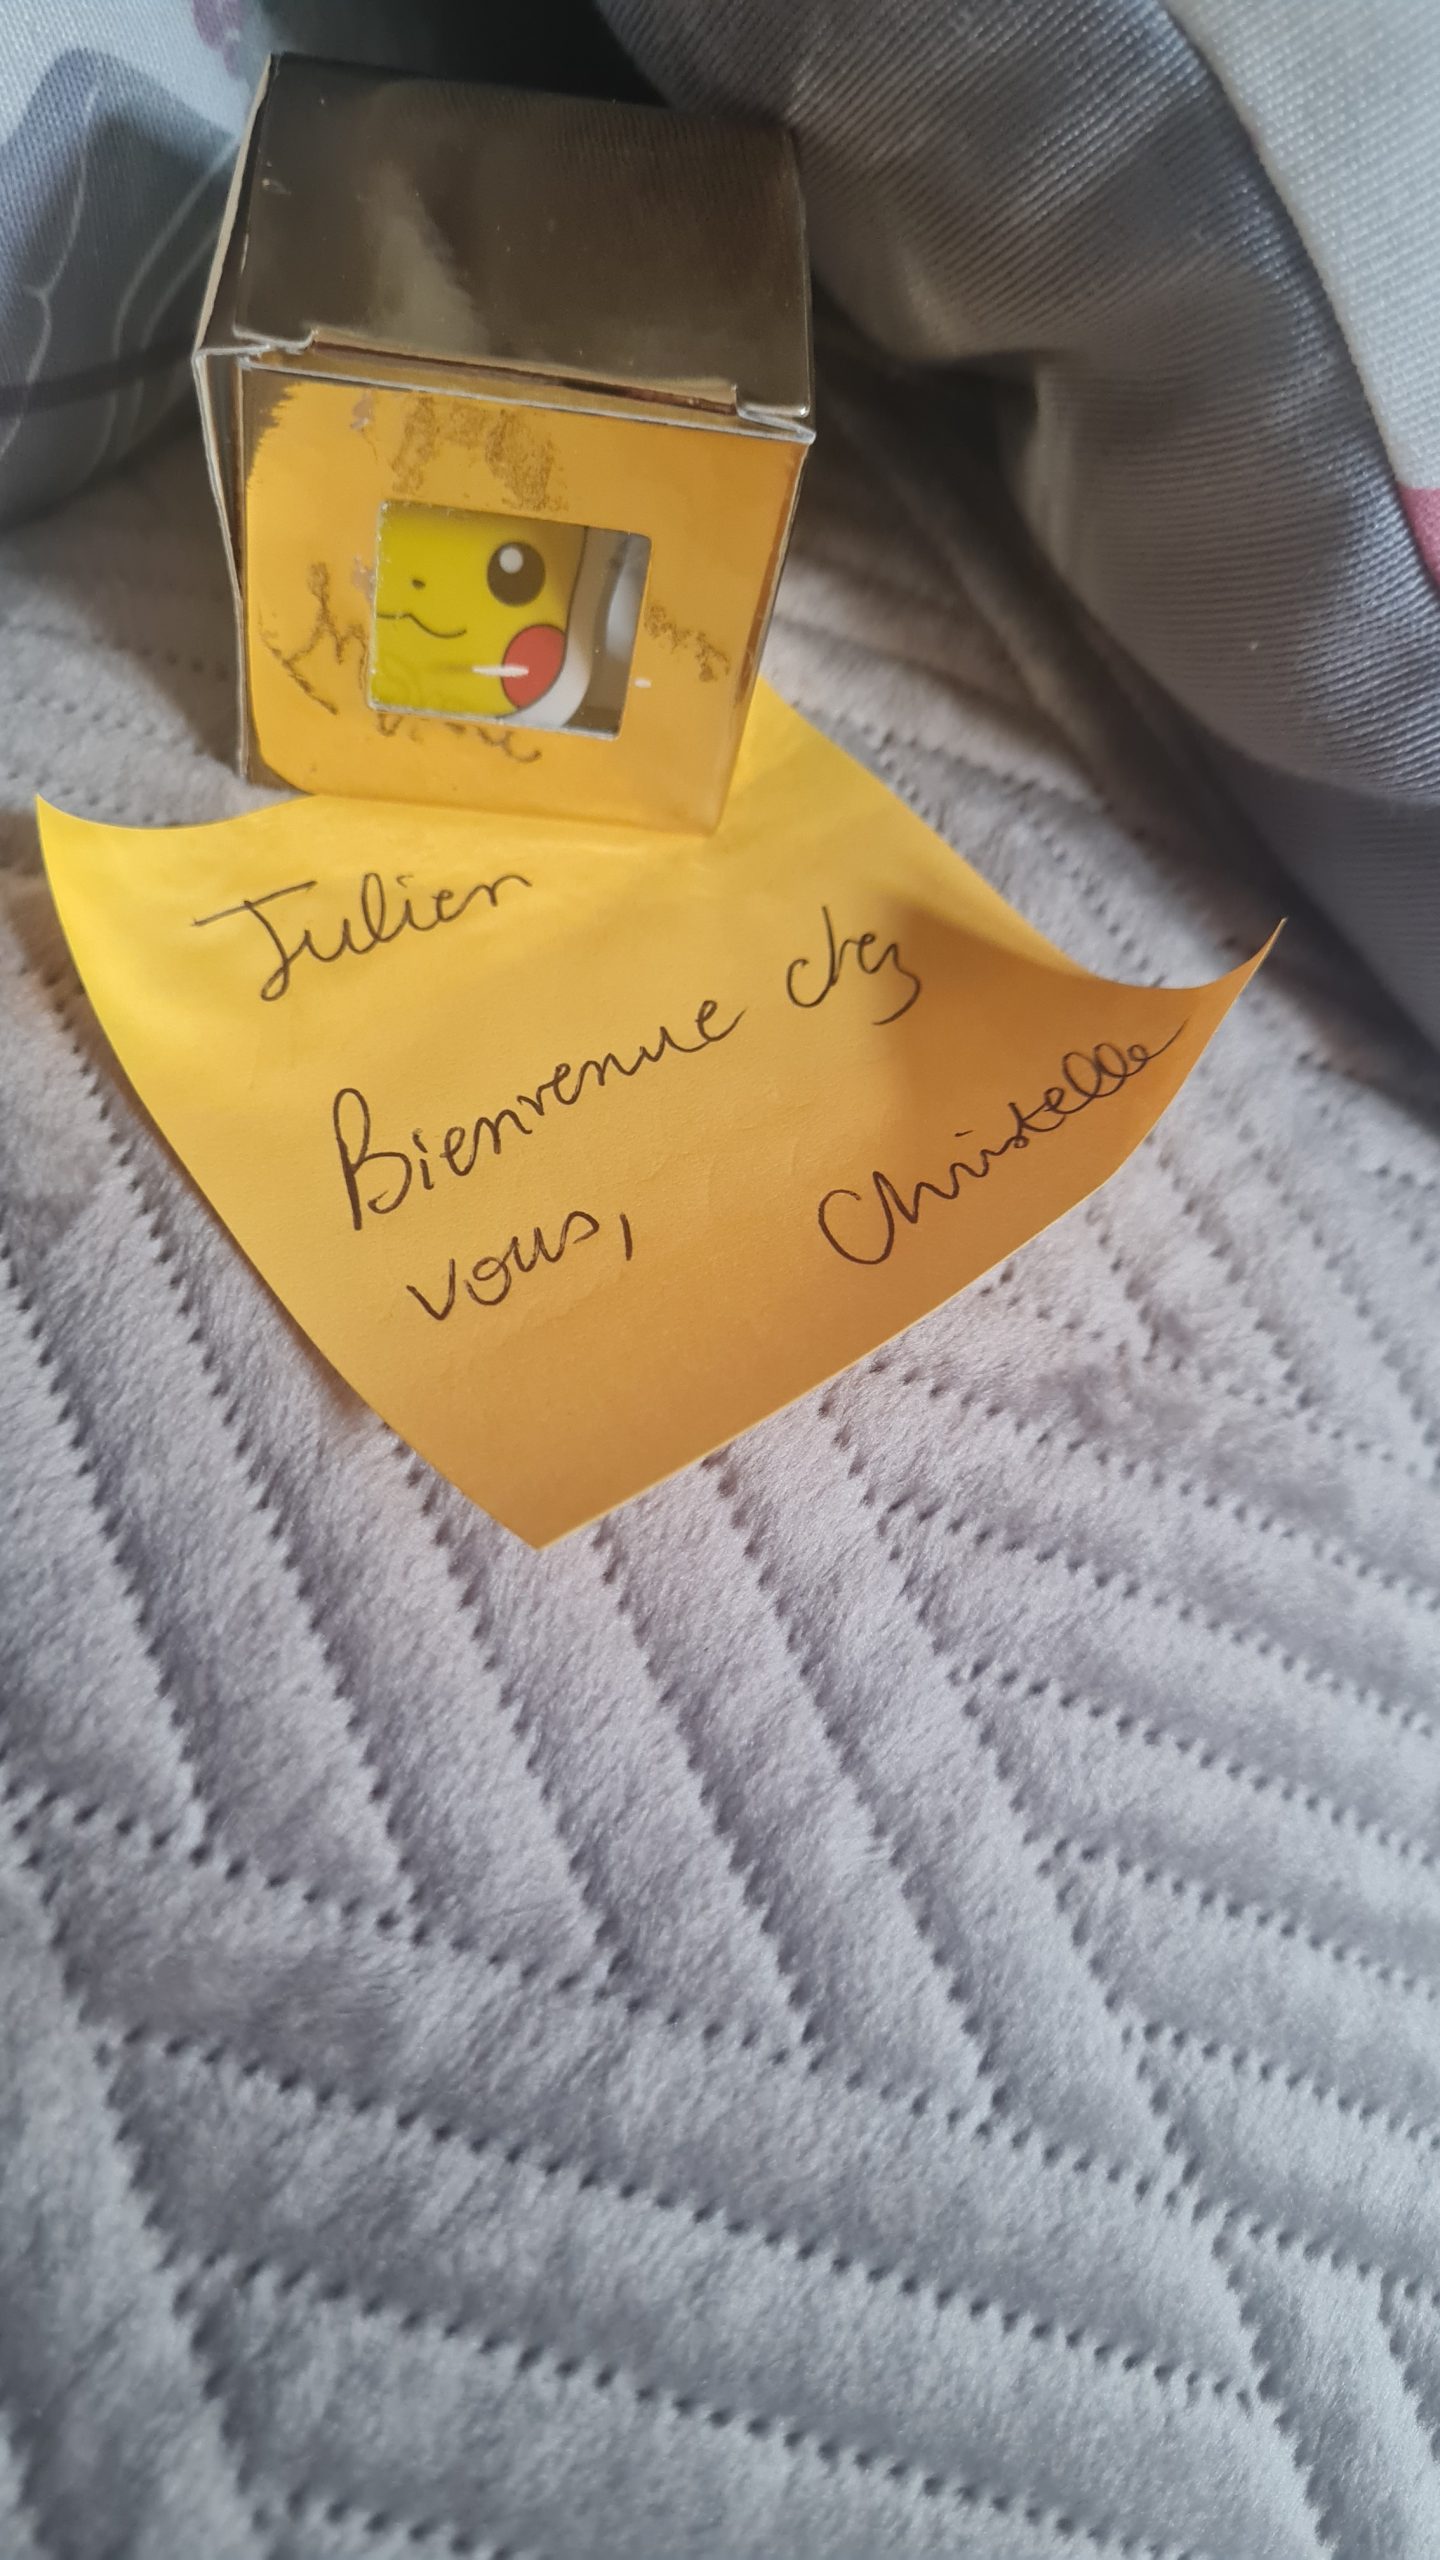 Julien
Bienvenue chez
vous,
Christelle